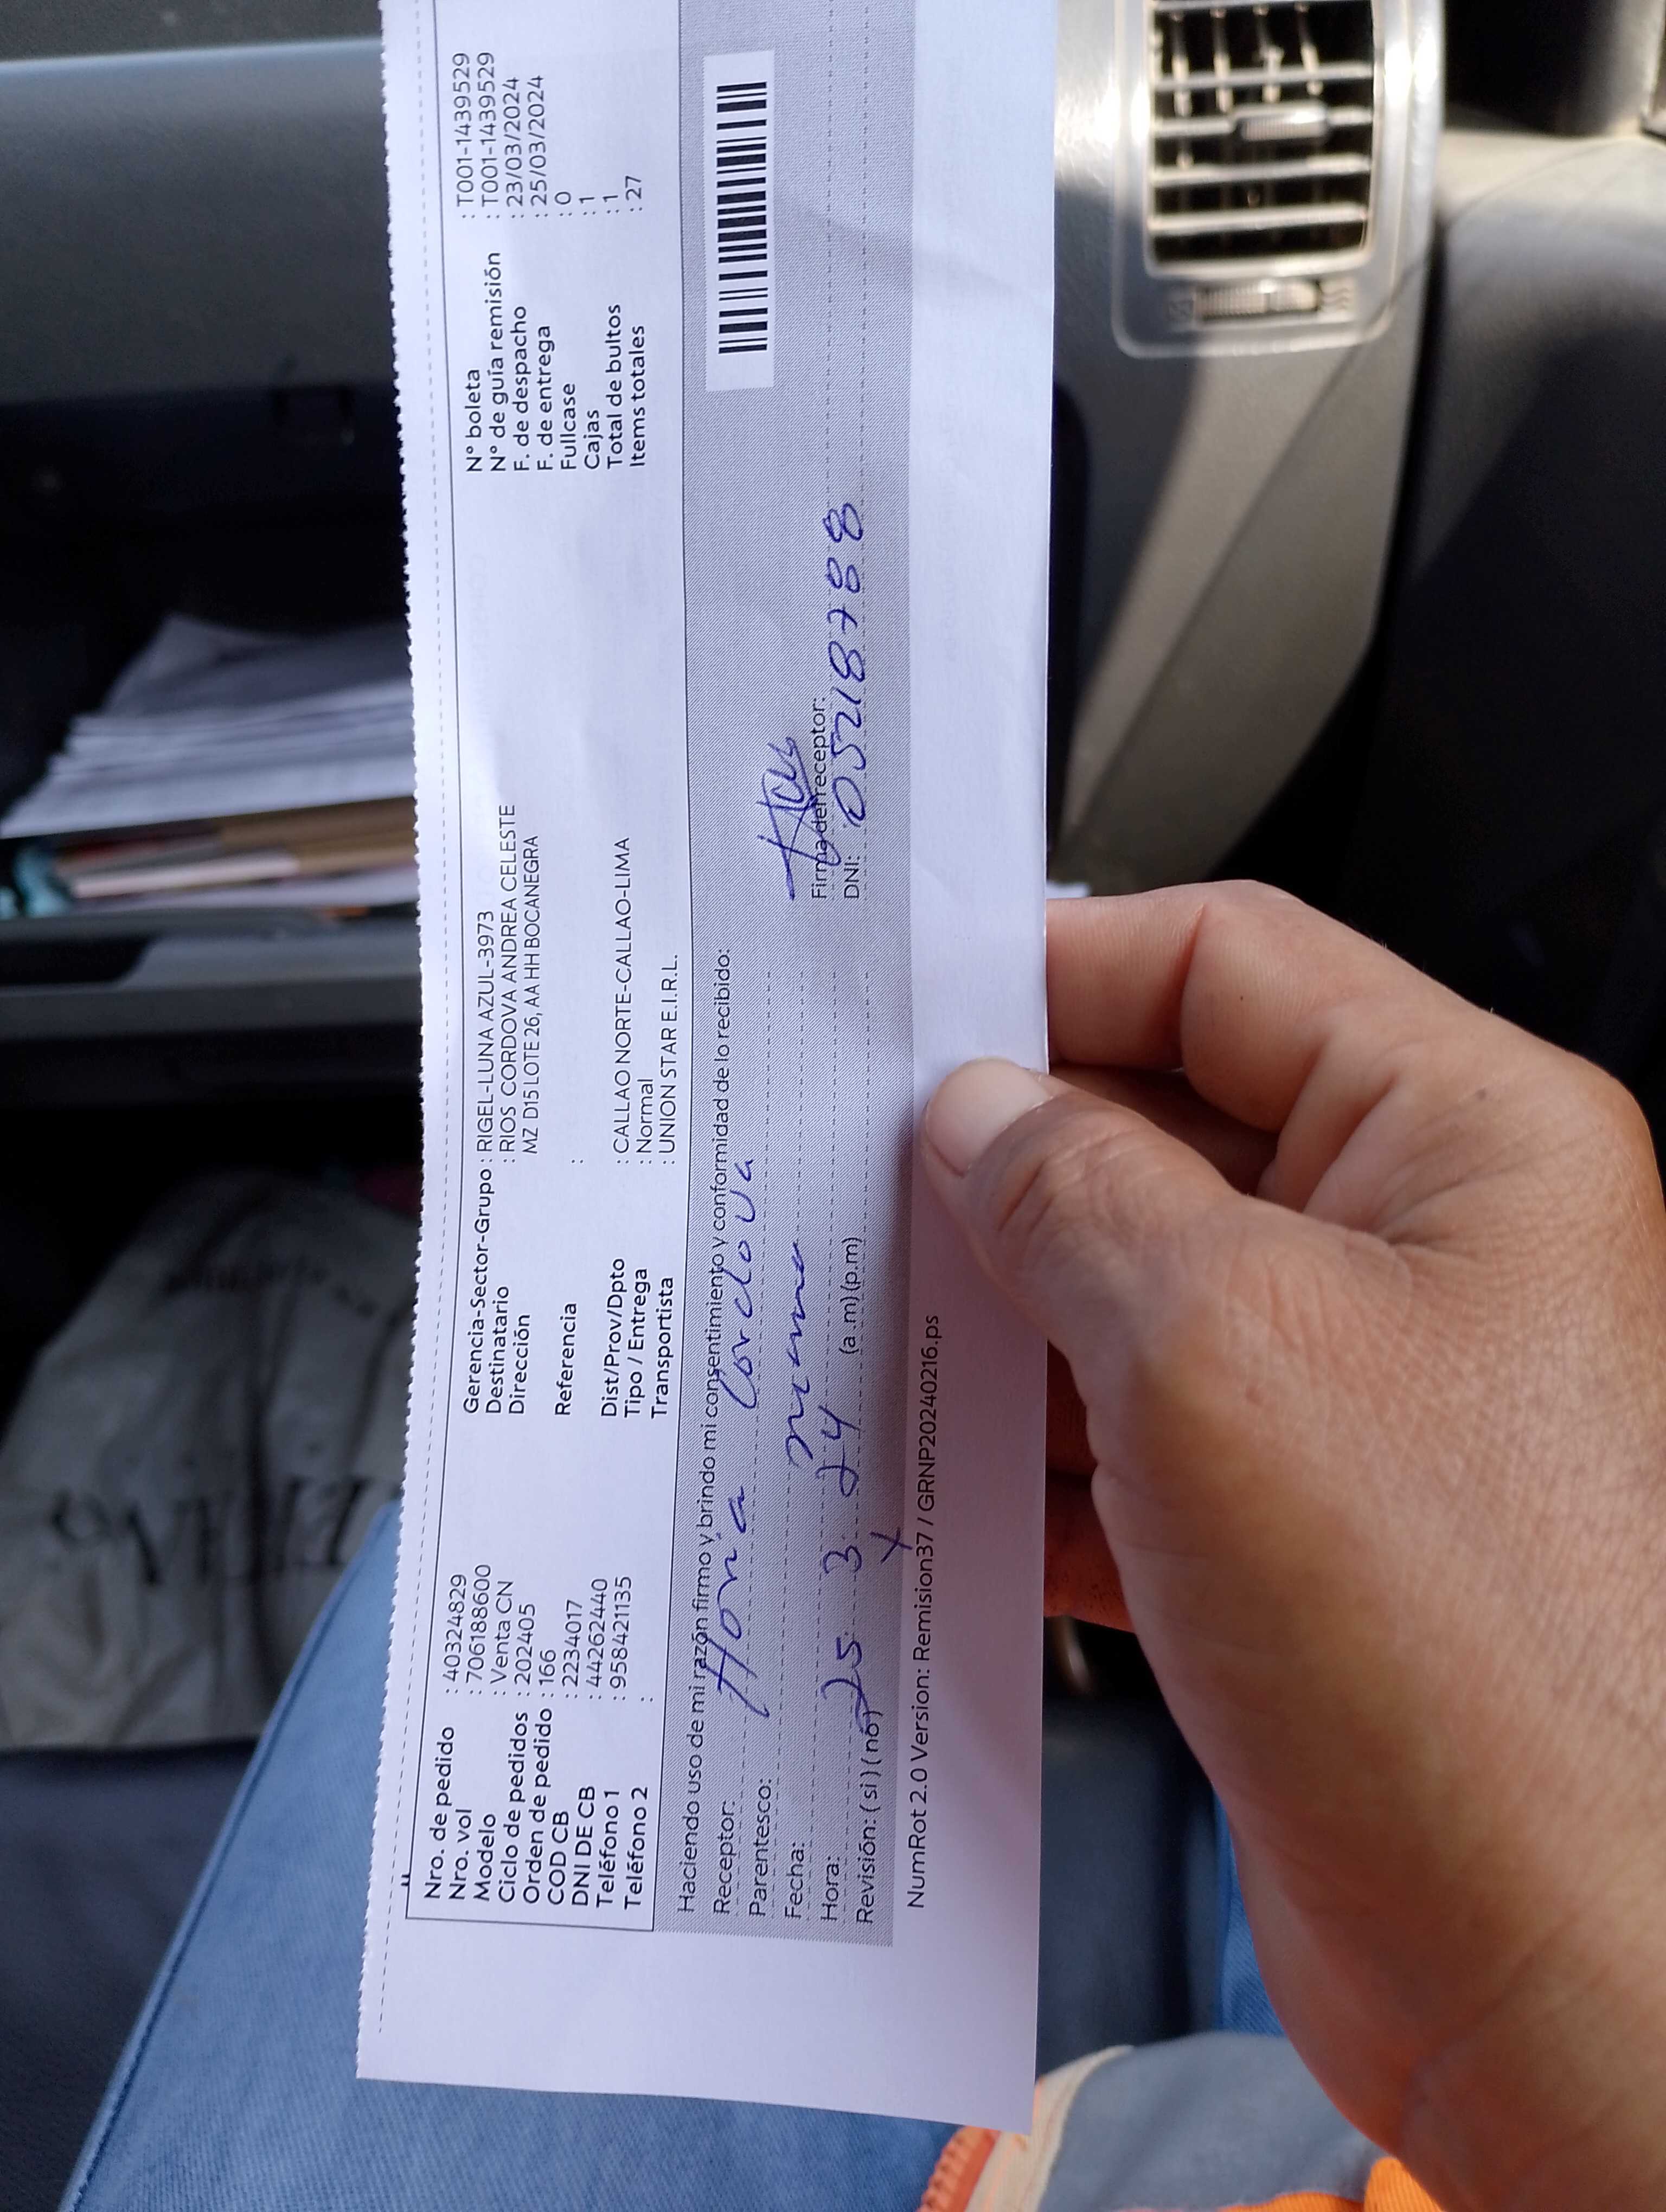 Nro. de pedido : 40324829
Nro. vol : 706188600
Modelo : Venta CN
Ciclo de pedidos : 202405
Orden de pedido : 166
COD CB : 2234017
DNI DE CB : 44262440
Teléfono 1 : 958421135
Teléfono 2 :
Gerencia-Sector-Grupo : RIGEL-LUNA AZUL-3973
Destinatario : RIOS CORDOVA ANDREA CELESTE
Dirección MZ D15 LOTE 26, AA HH BOCANEGRA
Referencia :
Dist/Prov/Dpto : CALLAO NORTE-CALLAO-LIMA
Tipo / Entrega : Normal
Transportista : UNION STAR E.I.R.L.
N° boleta : T001-1439529
N° de guía remisión : T001-1439529
F. de despacho : 23/03/2024
F. de entrega : 25/03/2024
Fullcase : 0
Cajas : 1
Total de bultos : 1
Items totales : 27
Haciendo uso de mi razón firmo y brindo mi consentimiento y conformidad de lo recibido:
Receptor: Cordova
Parentesco:
Fecha: 25 3 24
Hora: (a.m) (p.m)
Revisión: (si) (no) X
Firma del receptor:
DNI: 05218788
NumRot 2.0 Version: Remision37 / GRNP20240216.ps